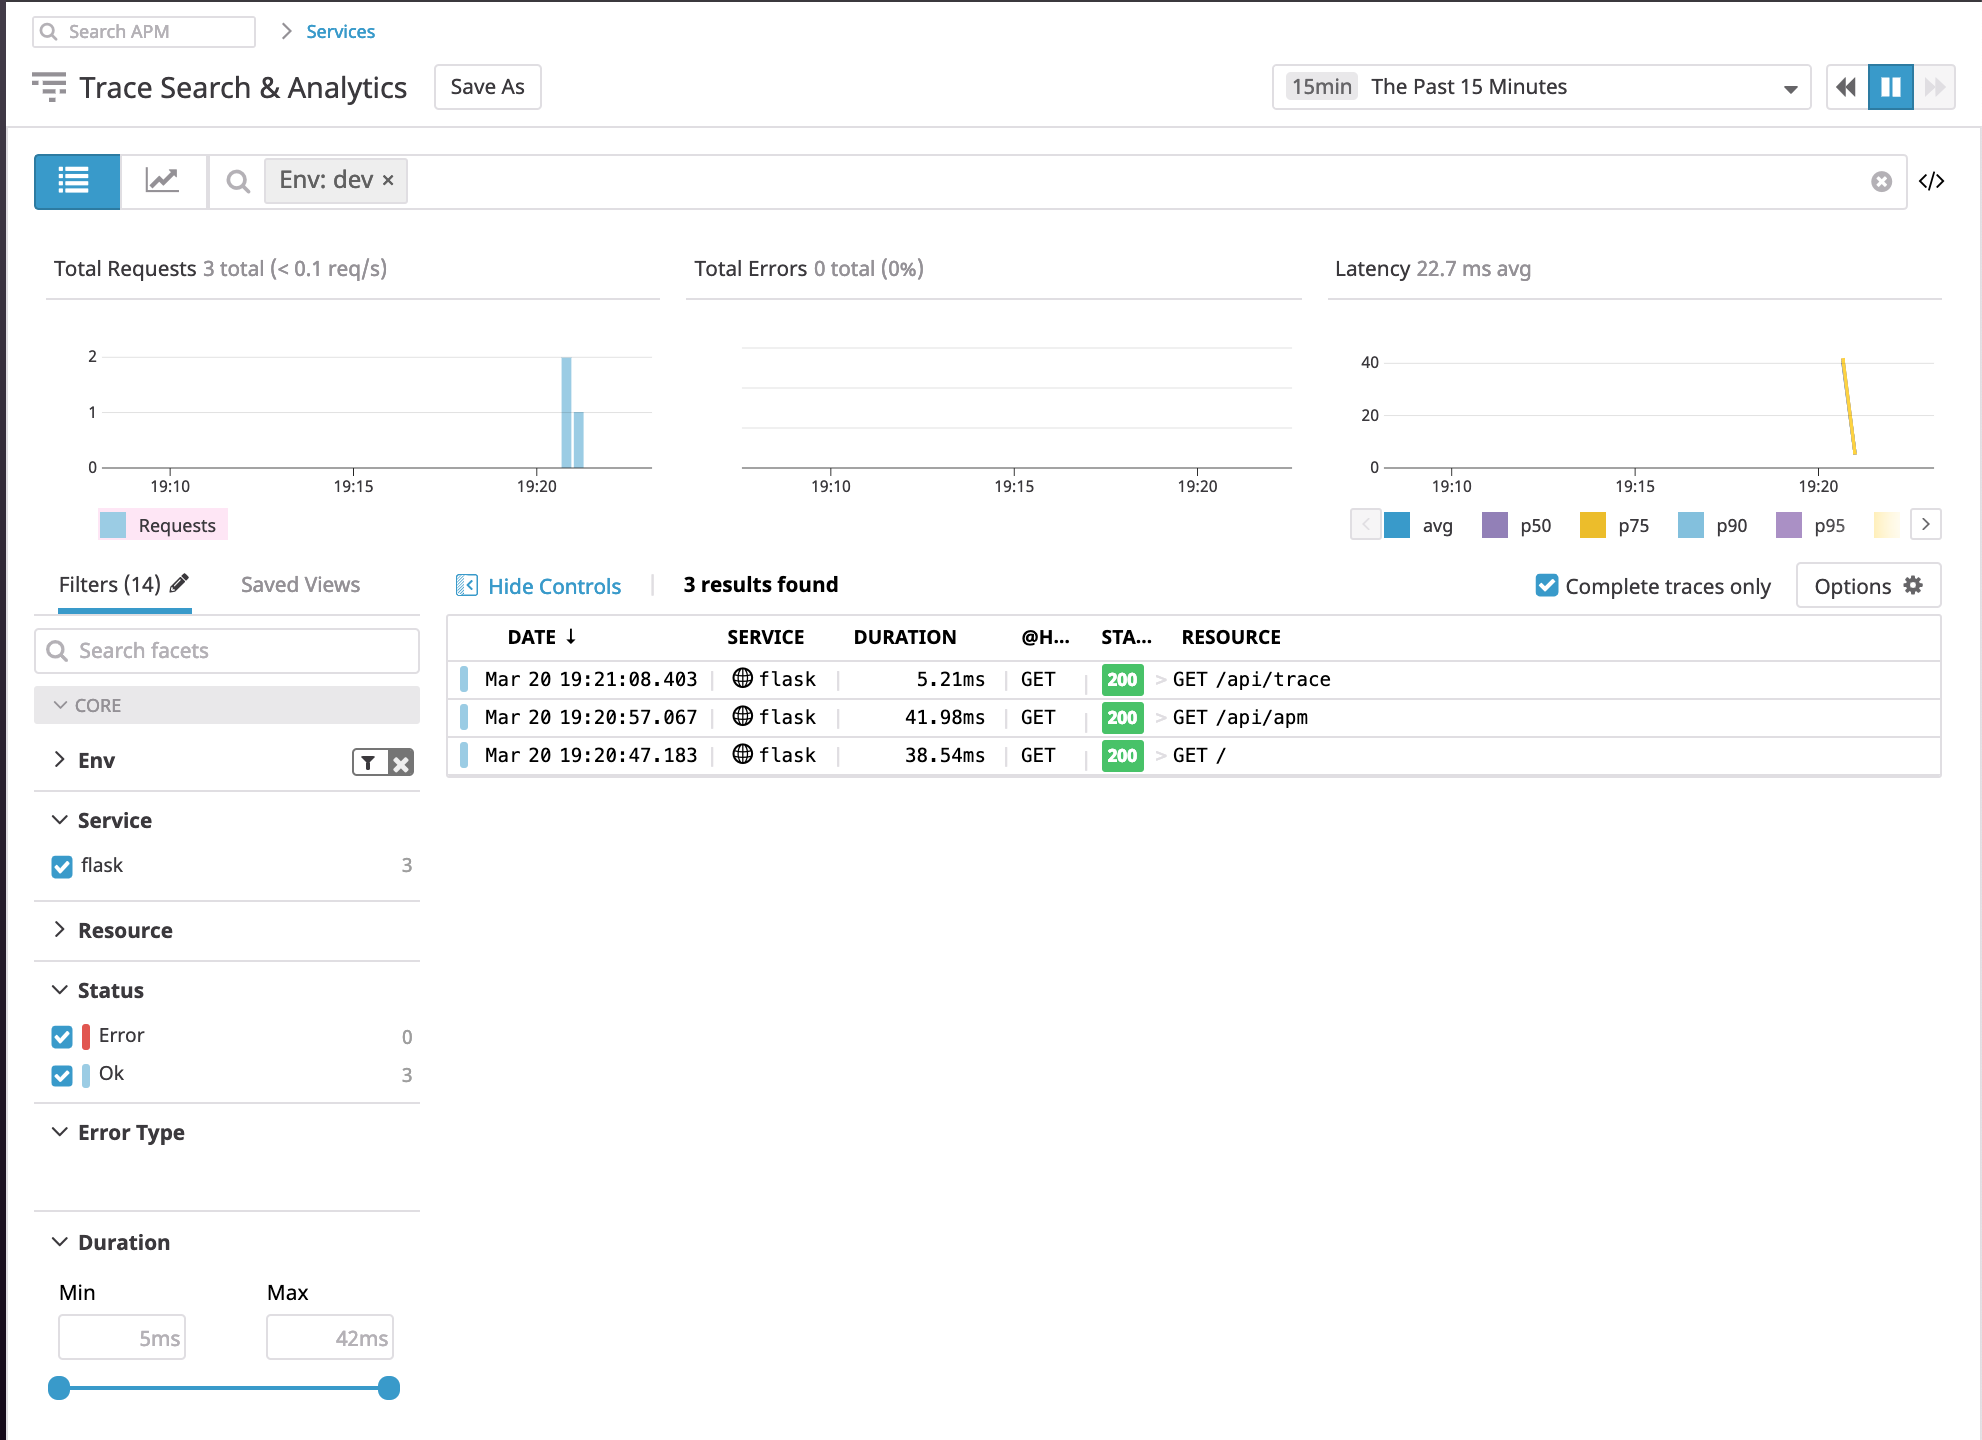 Search APM > Services
Trace Search & Analytics Save As 15min The Past 15 Minutes
Env: dev × </>
Total Requests 3 total (< 0.1 req/s)
2
1
0
19:10 19:15 19:20
Requests
Total Errors 0 total (0%)
19:10 19:15 19:20
Latency 22.7 ms avg
40
20
0
19:10 19:15 19:20
avg p50 p75 p90 p95
Filters (14) Saved Views
Hide Controls 3 results found Complete traces only Options
Search facets
CORE
Env
Service
flask 3
Resource
Status
Error 0
Ok 3
Error Type
Duration
Min Max
5ms 42ms
DATE ↓ SERVICE DURATION @H... STA... RESOURCE
Mar 20 19:21:08.403 flask 5.21ms GET 200 > GET /api/trace
Mar 20 19:20:57.067 flask 41.98ms GET 200 > GET /api/apm
Mar 20 19:20:47.183 flask 38.54ms GET 200 > GET /